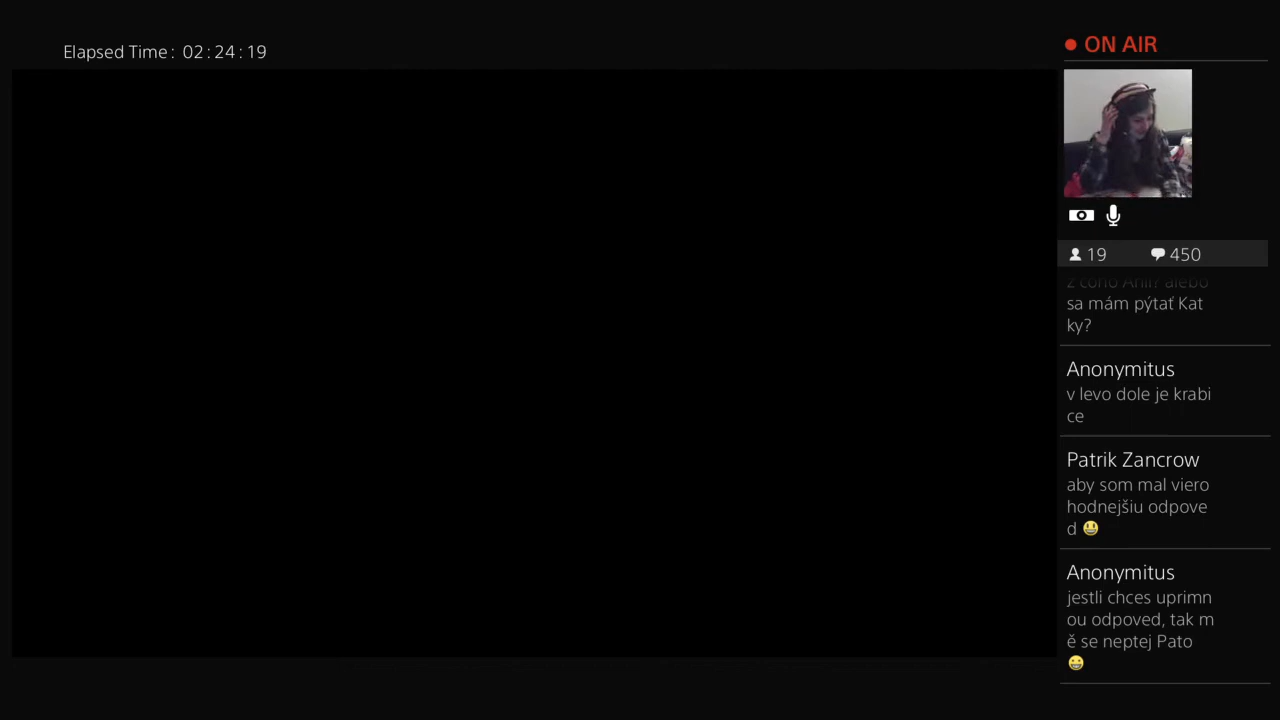 Elapsed Time: 02:24:19
ON AIR
19 450
sa mám pýtať Kat
ky?
Anonymitus
v levo dole je krabi
ce
Patrik Zancrow
aby som mal viero
hodnejšiu odpove
d 😃
Anonymitus
jestli chces uprimn
ou odpoved, tak m
ě se neptej Pato
😀